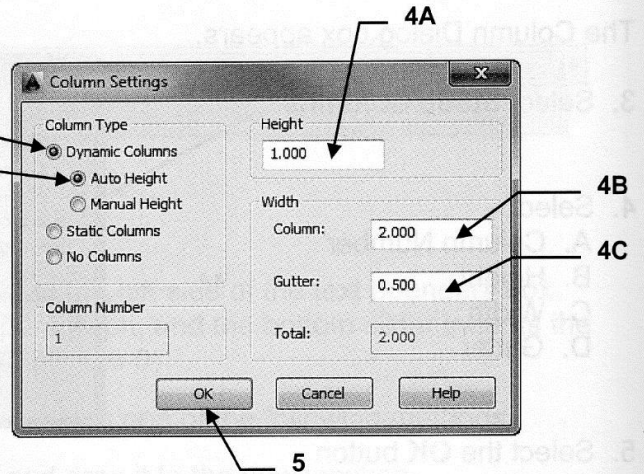 4A
The Column Dialog box appears.
Column Settings
3. Select
Column Type
Dynamic Columns
Auto Height
Manual Height
Static Columns
No Columns
Column Number
1
Height
1.000
Width
Column: 2.000
Gutter: 0.500
Total: 2.000
4B
4C
4. Select
A. Column Number
B. H
C. W
D. G
OK Cancel Help
5
5. Select the OK button